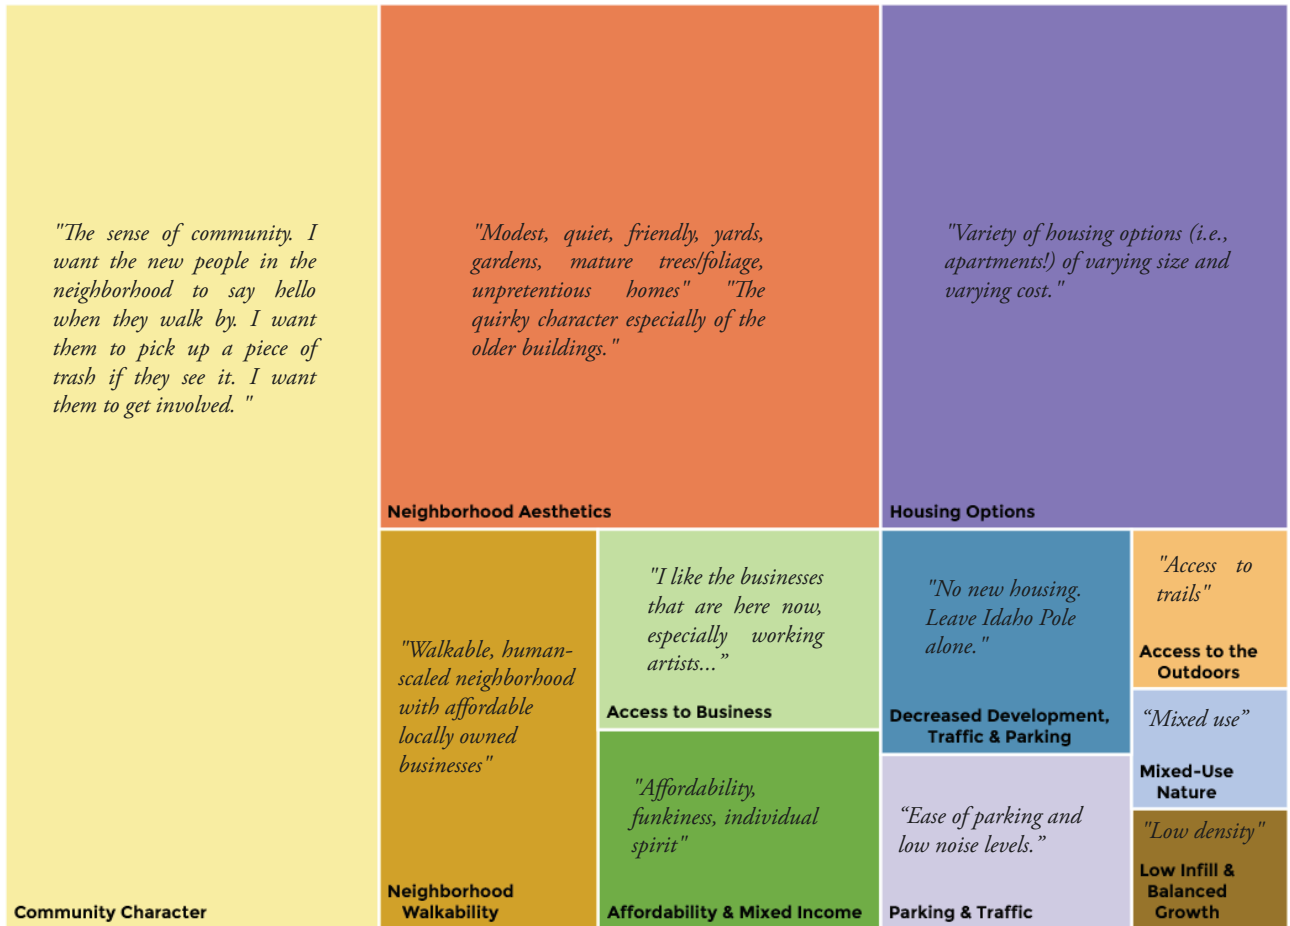 "The sense of community. I
want the new people in the
neighborhood to say hello
when they walk by. I want
them to pick up a piece of
trash if they see it. I want
them to get involved. "
Community Character
"Modest, quiet, friendly, yards,
gardens, mature trees/foliage,
unpretentious homes" "The
quirky character especially of the
older buildings."
Neighborhood Aesthetics
"Variety of housing options (i.e.,
apartments!) of varying size and
varying cost."
Housing Options
"Walkable, human-
scaled neighborhood
with affordable
locally owned
businesses"
Neighborhood
Walkability
"I like the businesses
that are here now,
especially working
artists...”
Access to Business
"Affordability,
funkiness, individual
spirit"
Affordability & Mixed Income
"No new housing.
Leave Idaho Pole
alone."
Decreased Development,
Traffic & Parking
“Ease of parking and
low noise levels.”
Parking & Traffic
"Access to
trails"
Access to the
Outdoors
“Mixed use”
Mixed-Use
Nature
"Low density"
Low Infill &
Balanced
Growth